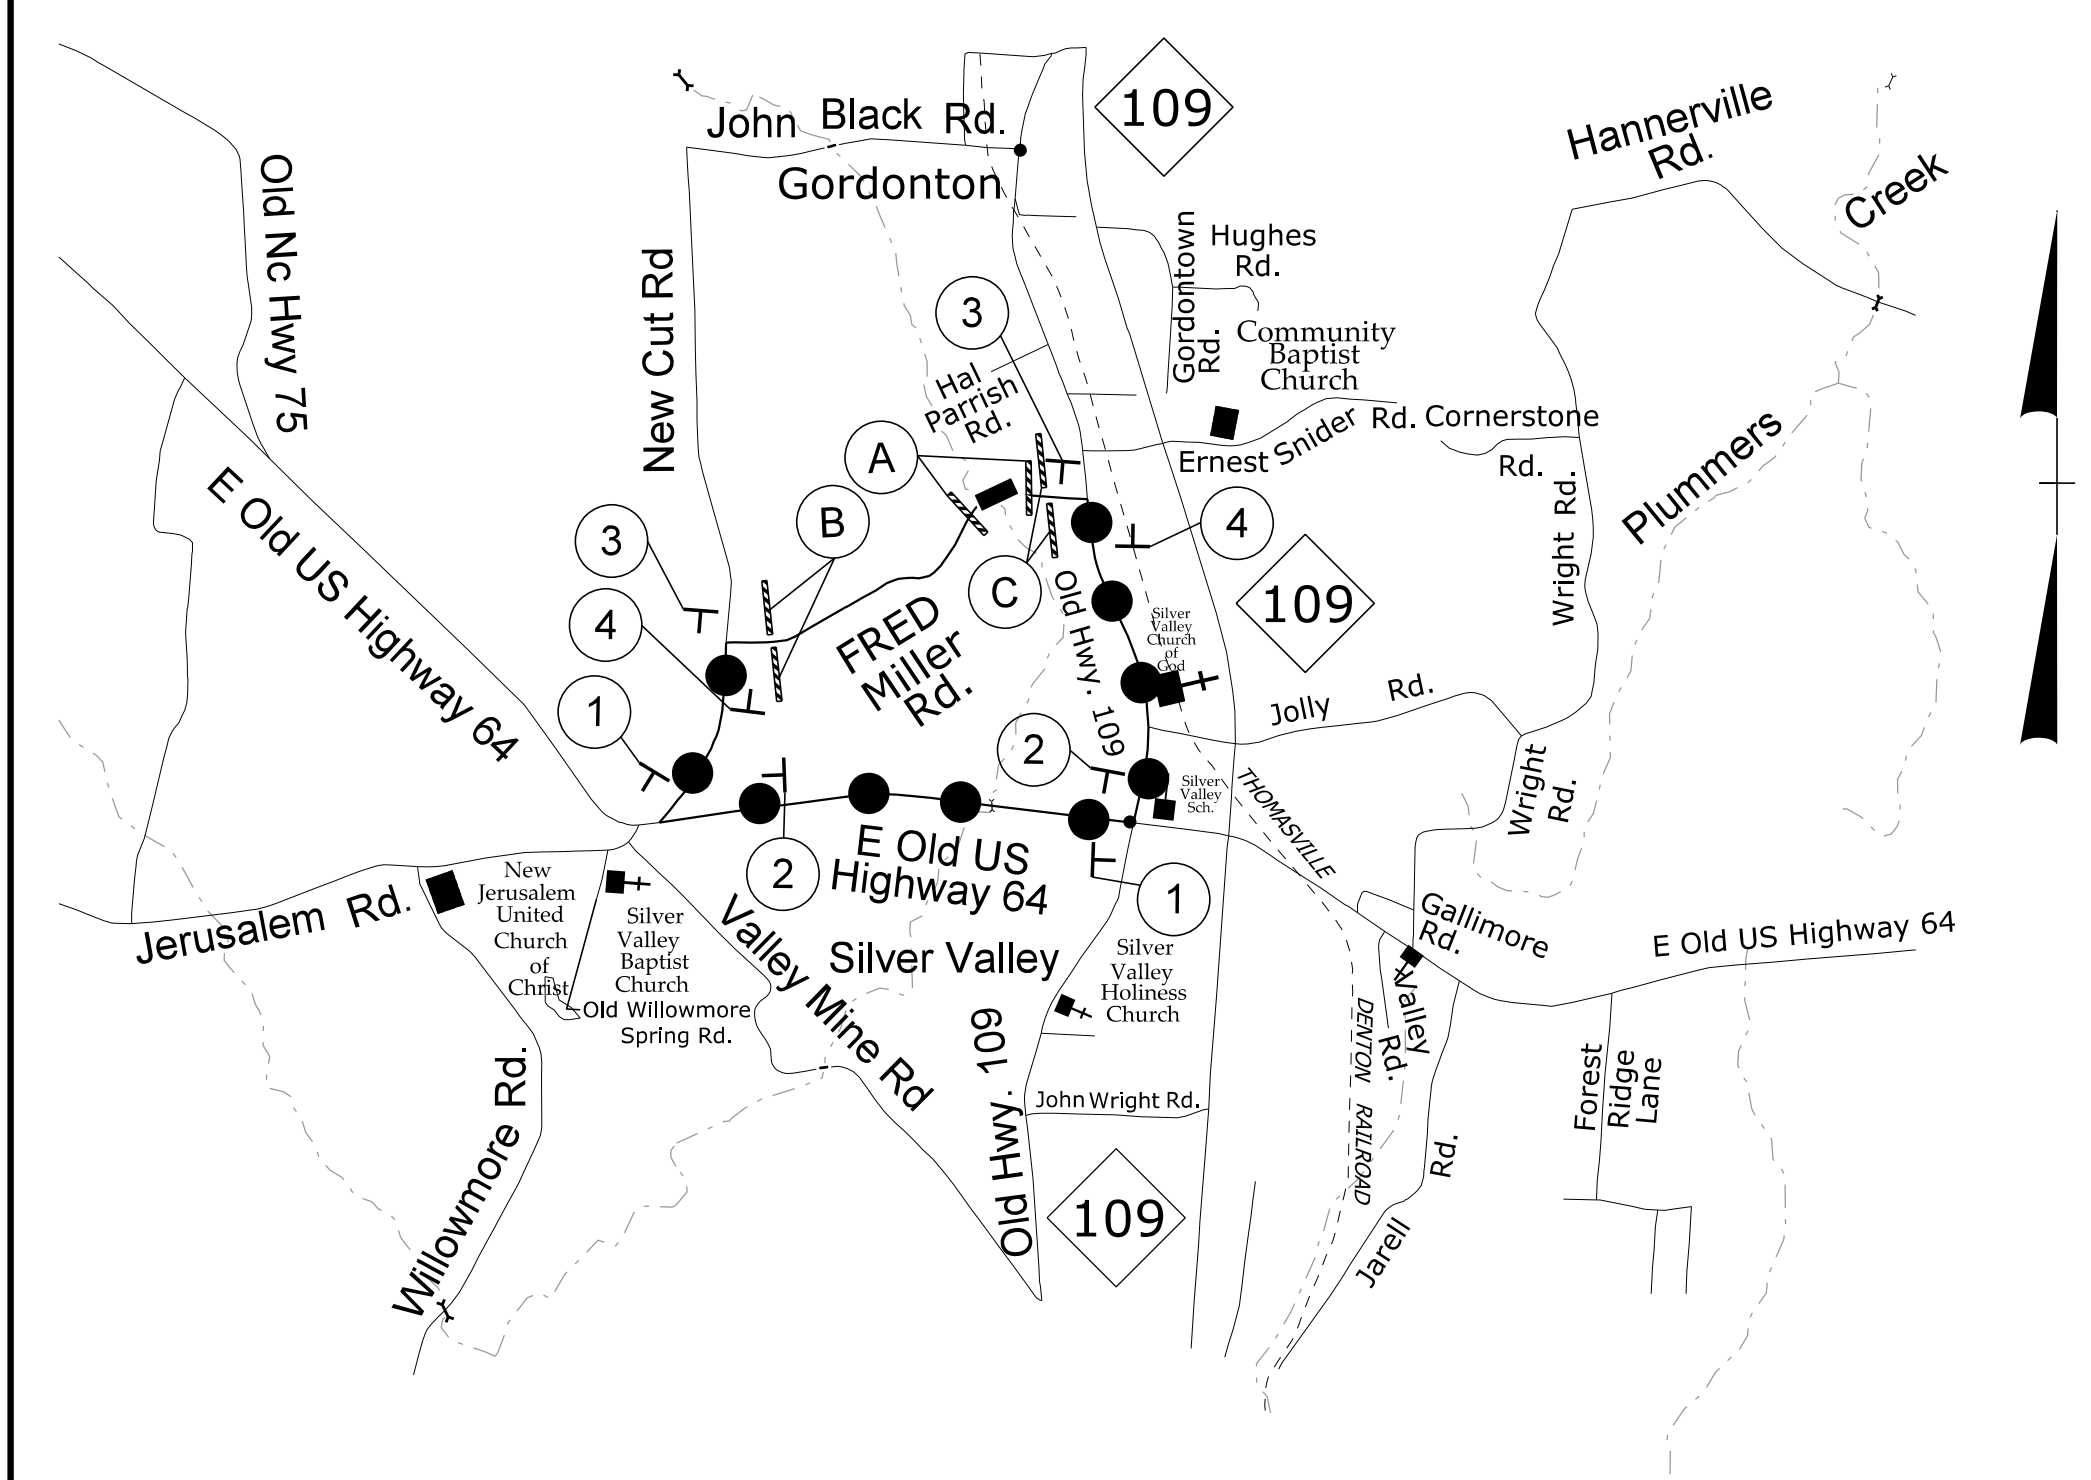 John Black Rd.
Gordonton
109
Hannerville
Rd.
Creek
Old Nc Hwy 75
New Cut Rd
Gordontown
Rd.
Hughes
Rd.
3
Community
Baptist
Church
Hal
Parrish
Rd.
Ernest Snider Rd.
Cornerstone
Rd.
Wright Rd.
Plummers
A
B
C
3
4
4
109
E Old US Highway 64
FRED
Miller
Rd.
Old Hwy. 109
Silver
Valley
Church
of
God
1
2
Jolly Rd.
Wright
Rd.
Silver
Valley
Sch.
THOMASVILLE
E Old US
Highway 64
2
1
Jerusalem Rd.
New
Jerusalem
United
Church
of
Christ
Silver
Valley
Baptist
Church
Old Willowmore
Spring Rd.
Valley Mine Rd
Silver Valley
Silver
Valley
Holiness
Church
Gallimore
Rd.
E Old US Highway 64
Valley
Rd.
DENTON RAILROAD
Forest
Ridge
Lane
Old Hwy. 109
John Wright Rd.
109
Willowmore Rd.
Jarell Rd.